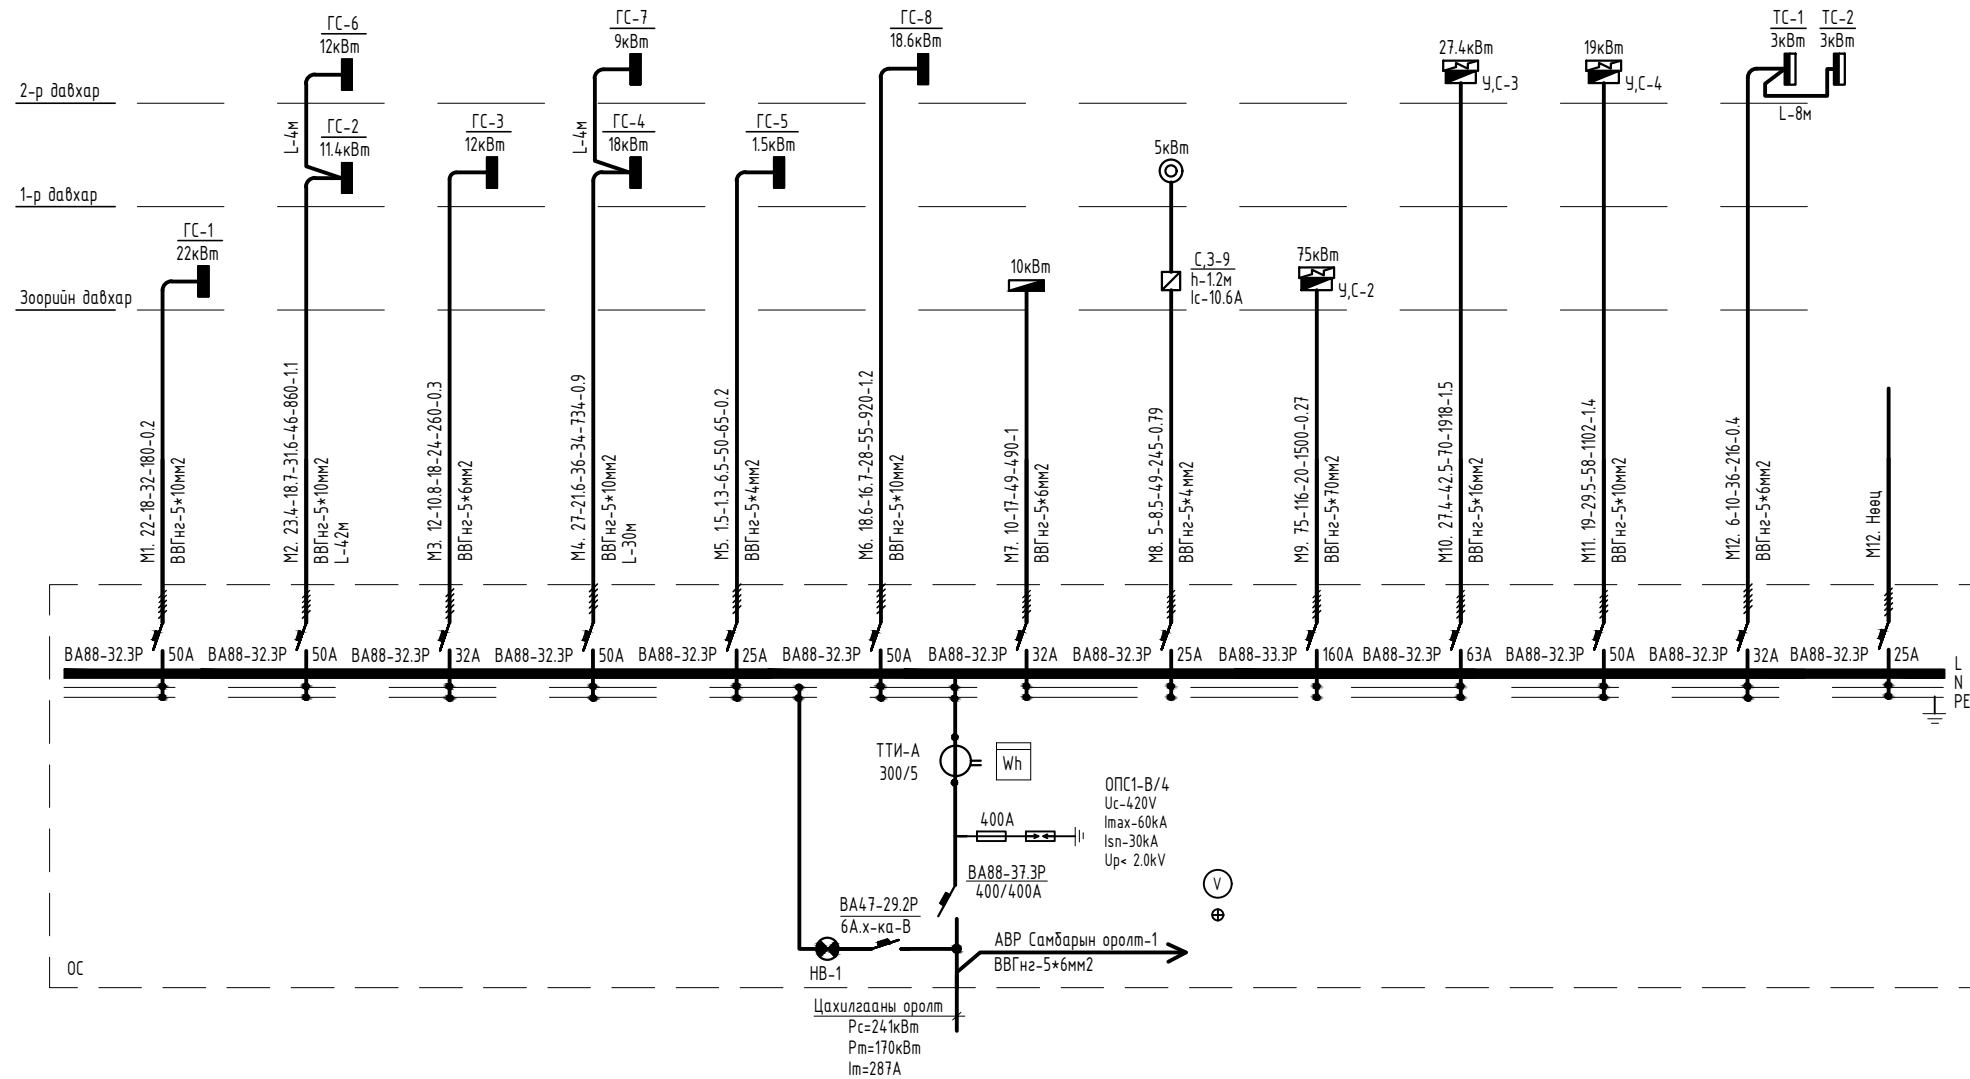 ГС-6
12кВт
ГС-7
9кВт
ГС-8
18.6кВт
27.4кВт
У,С-3
19кВт
У,С-4
ТС-1
3кВт
ТС-2
3кВт
L-8м
2-р давхар
L-4м
ГС-2
11.4кВт
ГС-3
12кВт
L-4м
ГС-4
18кВт
ГС-5
1.5кВт
5кВт
1-р давхар
ГС-1
22кВт
10кВт
С,З-9
h-1.2м
Ic-10.6А
75кВт
У,С-2
Зоорийн давхар
М1. 22-18-32-180-0.2
ВВГнг-5*10мм2
М2. 23.4-18.7-31.6-46-860-1.1
ВВГнг-5*10мм2
L-42м
М3. 12-10.8-18-24-260-0.3
ВВГнг-5*6мм2
М4. 27-21.6-36-34-734-0.9
ВВГнг-5*10мм2
L-30м
М5. 1.5-1.3-6.5-50-65-0.2
ВВГнг-5*4мм2
М6. 18.6-16.7-28-55-920-1.2
ВВГнг-5*10мм2
М7. 10-17-49-490-1
ВВГнг-5*6мм2
М8. 5-8.5-49-245-0.79
ВВГнг-5*4мм2
М9. 75-116-20-1500-0.27
ВВГнг-5*70мм2
М10. 27.4-42.5-70-1918-1.5
ВВГнг-5*16мм2
М11. 19-29.5-58-1102-1.4
ВВГнг-5*10мм2
М12. 6-10-36-216-0.4
ВВГнг-5*6мм2
М12. Нөөц
ВА88-32.3Р 50А ВА88-32.3Р 50А ВА88-32.3Р 32А ВА88-32.3Р 50А ВА88-32.3Р 25А ВА88-32.3Р 50А ВА88-32.3Р 32А ВА88-32.3Р 25А ВА88-33.3Р 160А ВА88-32.3Р 63А ВА88-32.3Р 50А ВА88-32.3Р 32А ВА88-32.3Р 25А
L
N
PE
ТТИ-А
300/5
Wh
400А
ОПС1-В/4
Uc-420V
Imax-60kA
Isn-30kA
Up< 2.0kV
ВА88-37.3Р
400/400А
V
ВА47-29.2Р
6А.х-ка-В
НВ-1
АВР Самбарын оролт-1
ВВГнг-5*6мм2
ОС
Цахилгааны оролт
Рс=241кВт
Рт=170кВт
Iт=287А